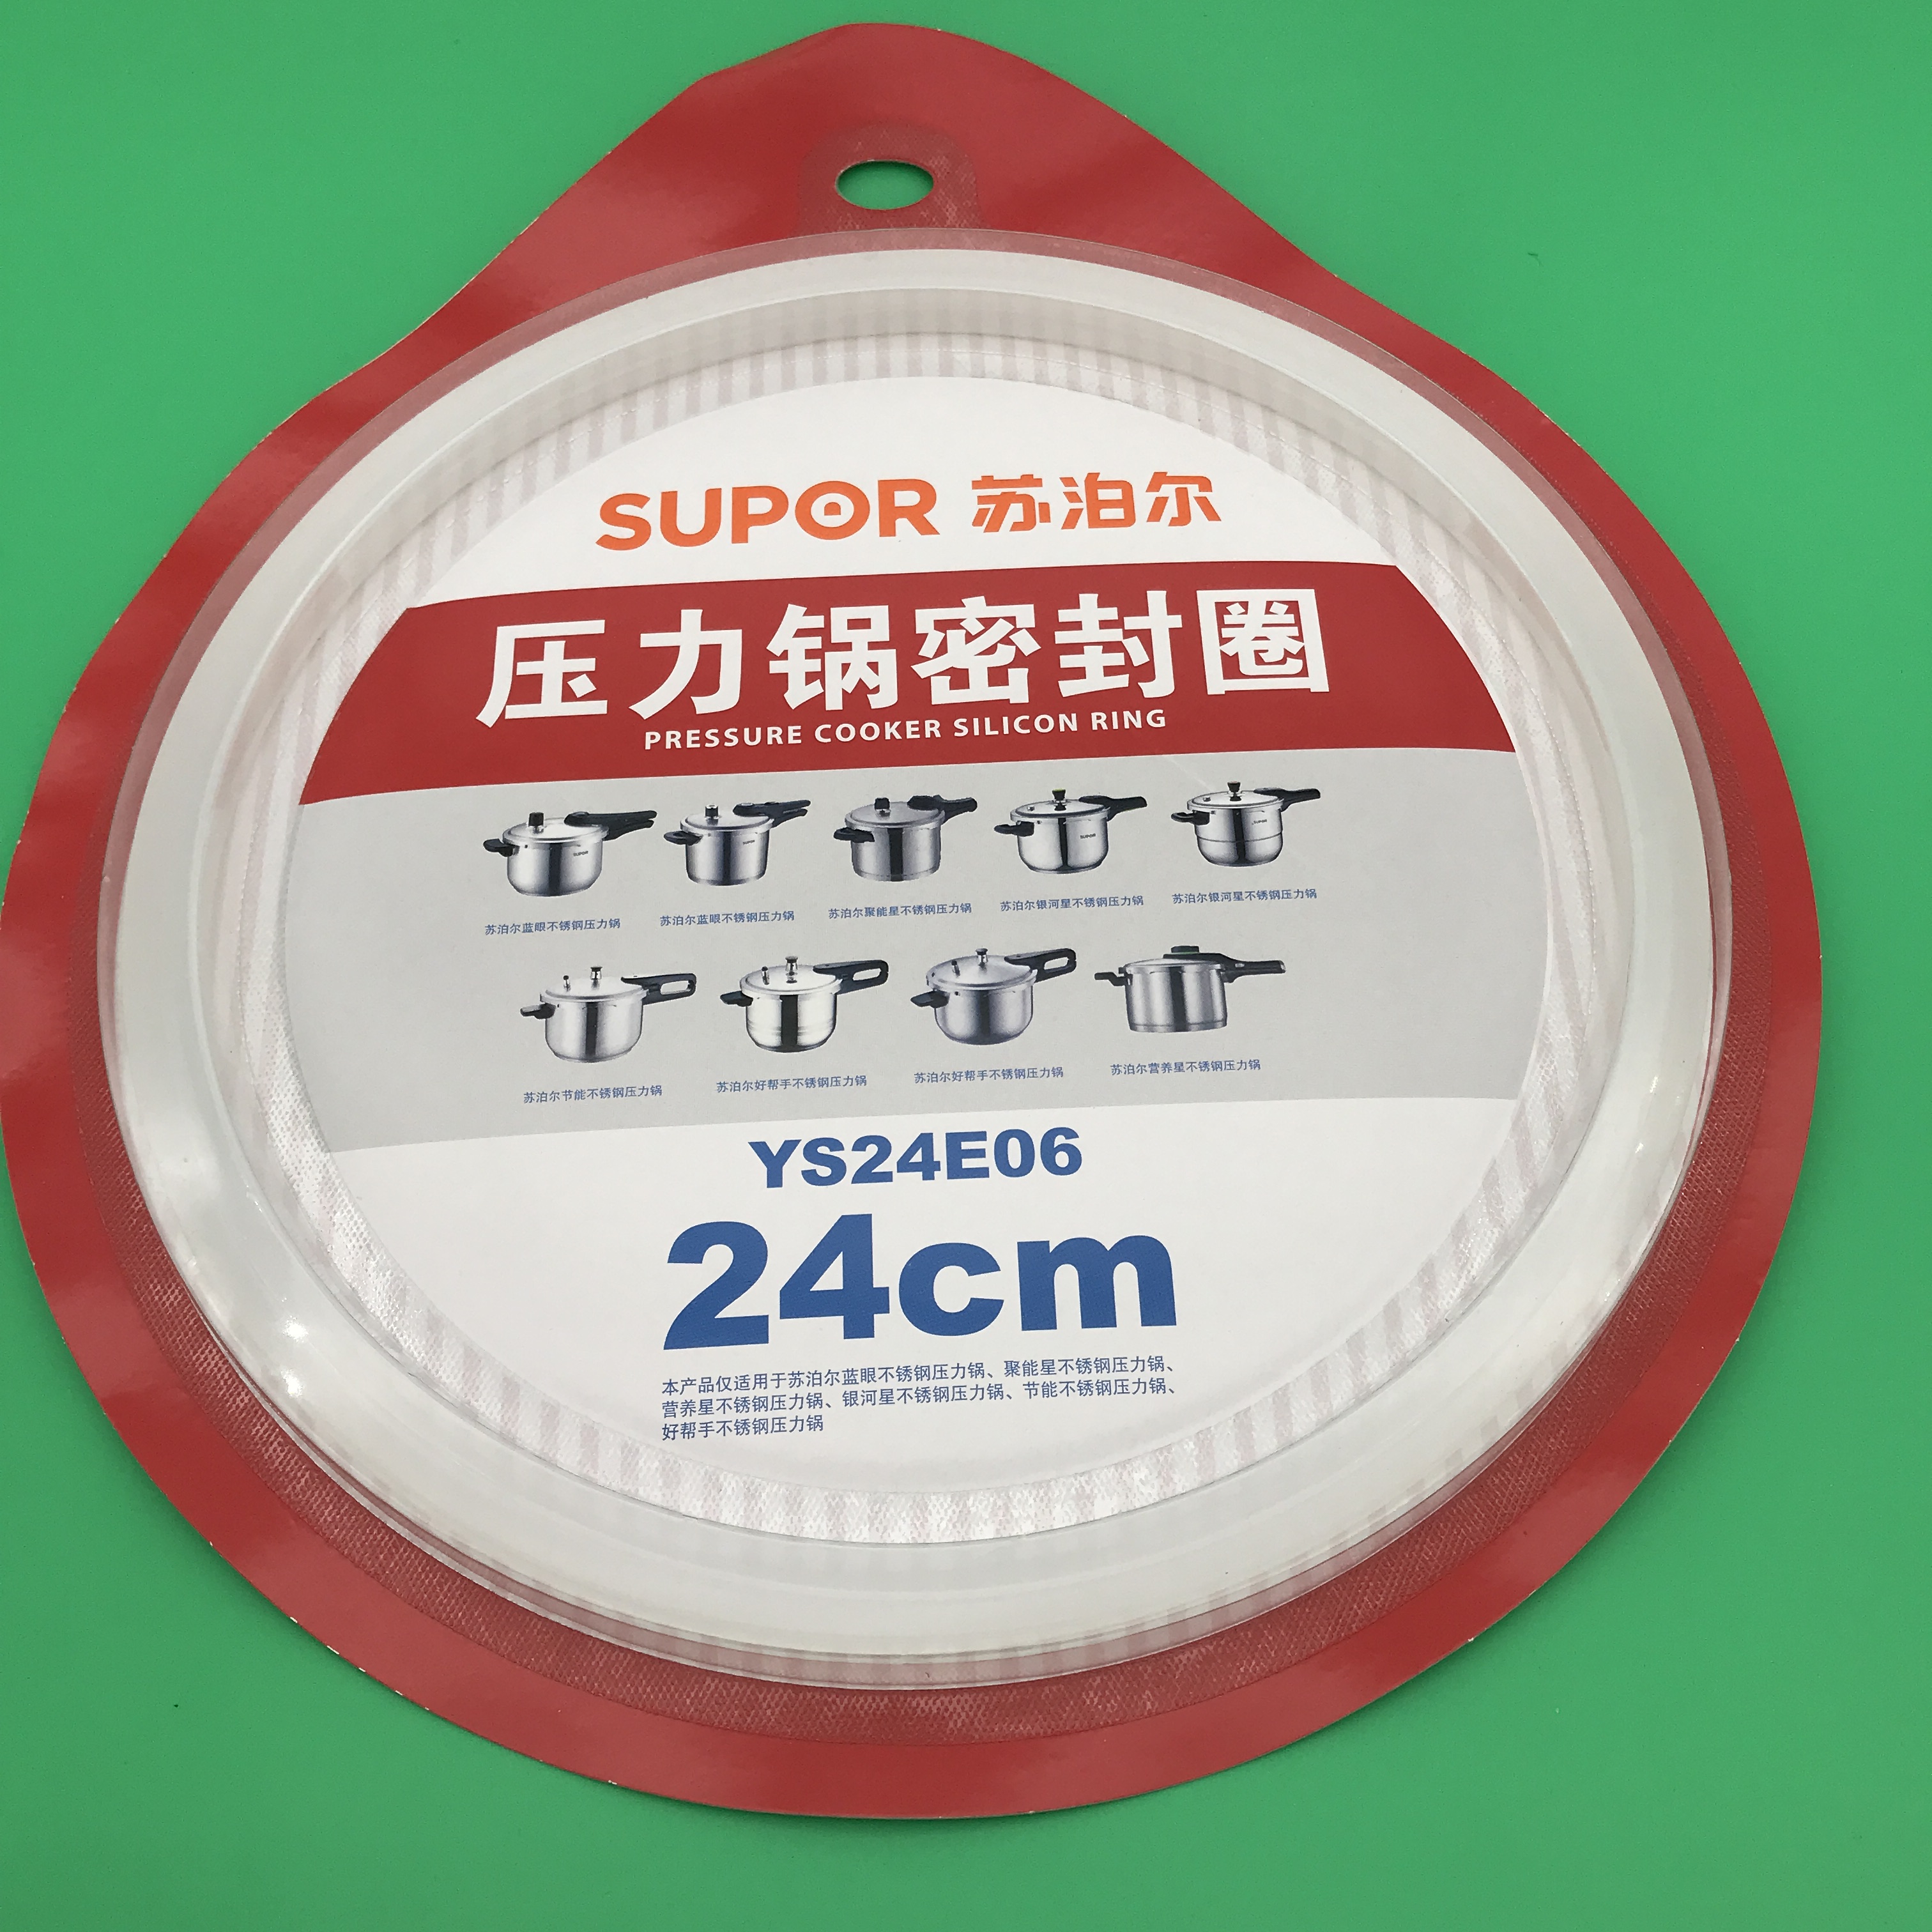 SUPOR 苏泊尔
压力锅密封圈
PRESSURE COOKER SILICON RING
苏泊尔蓝眼不锈钢压力锅 苏泊尔蓝眼不锈钢压力锅 苏泊尔聚能星不锈钢压力锅 苏泊尔银河星不锈钢压力锅 苏泊尔银河星不锈钢压力锅
苏泊尔节能不锈钢压力锅 苏泊尔好帮手不锈钢压力锅 苏泊尔好帮手不锈钢压力锅 苏泊尔营养星不锈钢压力锅
YS24E06
24cm
本产品仅适用于苏泊尔蓝眼不锈钢压力锅、聚能星不锈钢压力锅、
营养星不锈钢压力锅、银河星不锈钢压力锅、节能不锈钢压力锅、
好帮手不锈钢压力锅